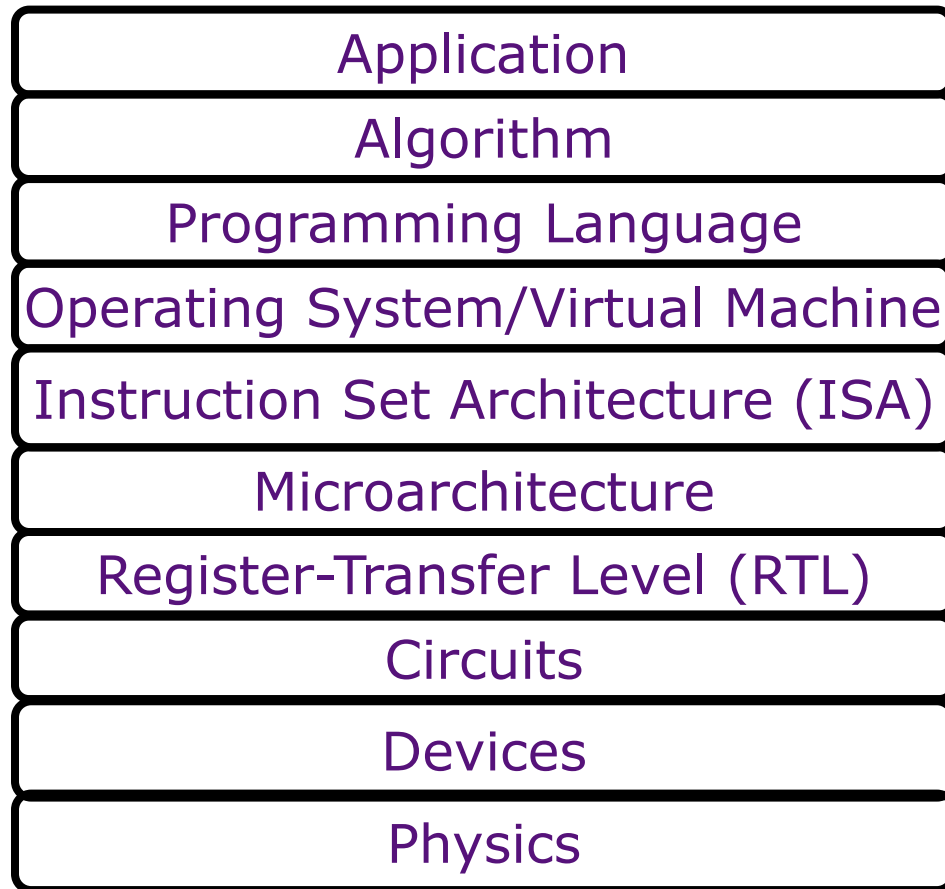 Application
Algorithm
Programming Language
Operating System/Virtual Machine
Instruction Set Architecture (ISA)
Microarchitecture
Register-Transfer Level (RTL)
Circuits
Devices
Physics